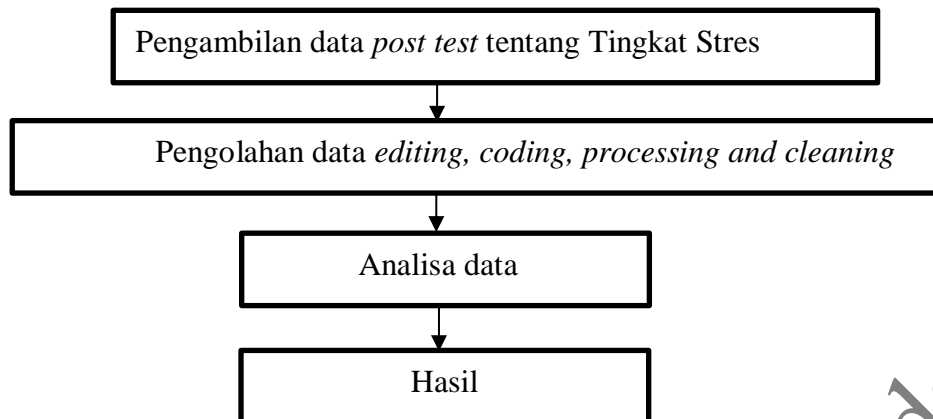 Pengambilan data post test tentang Tingkat Stres
Pengolahan data editing, coding, processing and cleaning
Analisa data
Hasil